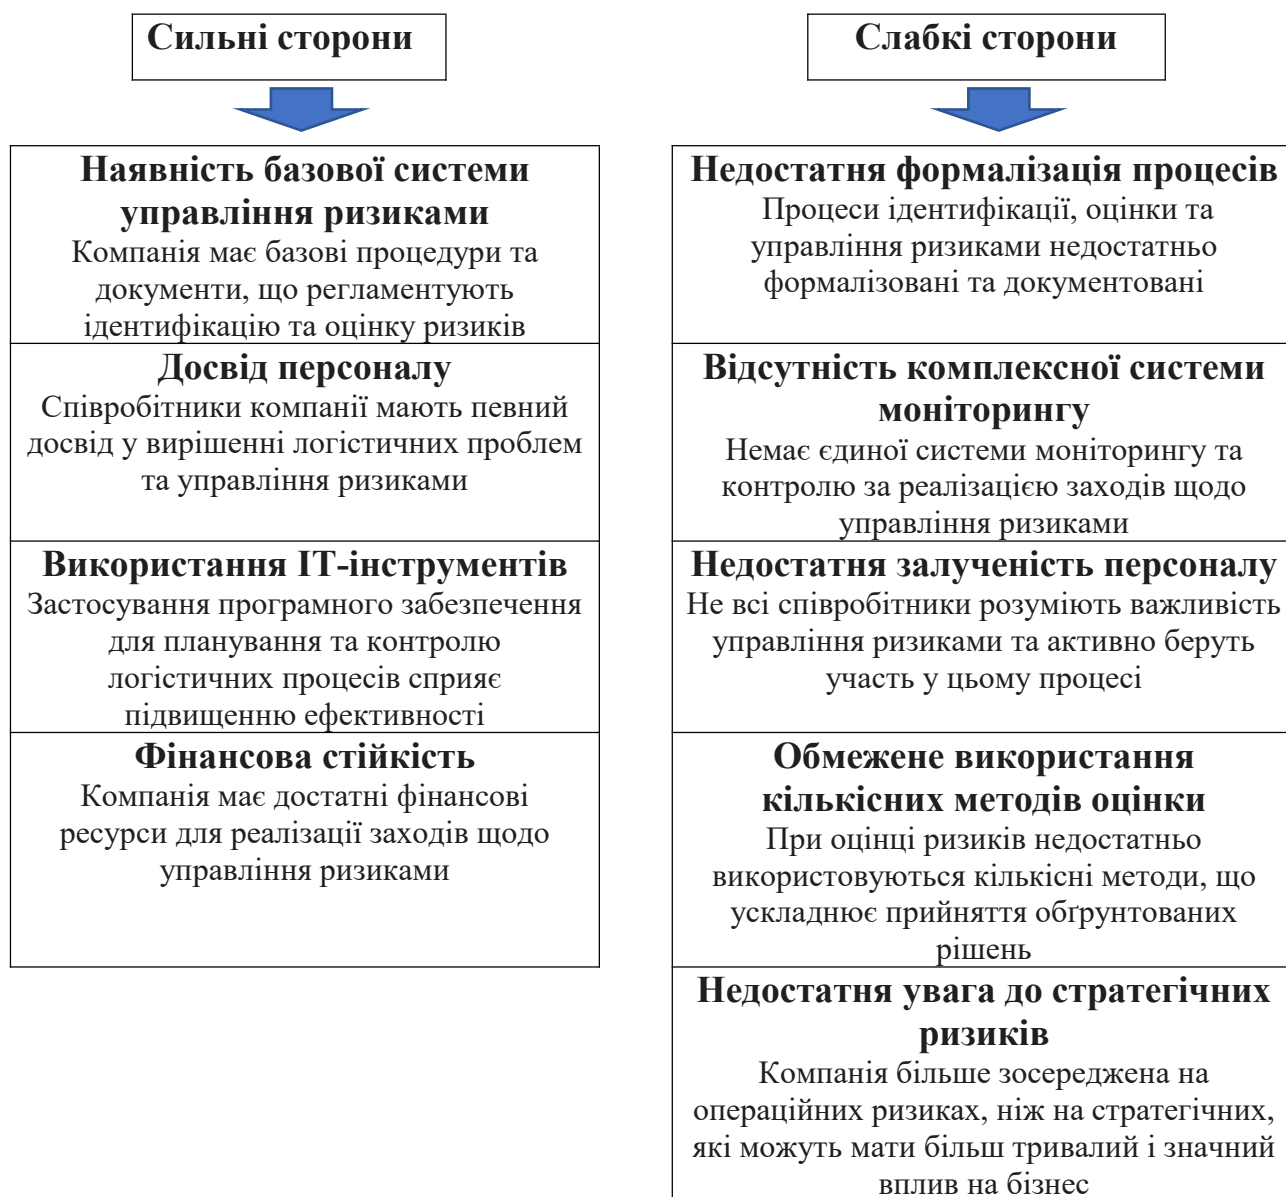 Сильні сторони
Наявність базової системи
управління ризиками
Компанія має базові процедури та
документи, що регламентують
ідентифікацію та оцінку ризиків
Досвід персоналу
Співробітники компанії мають певний
досвід у вирішенні логістичних проблем
та управління ризиками
Використання ІТ-інструментів
Застосування програмного забезпечення
для планування та контролю
логістичних процесів сприяє
підвищенню ефективності
Фінансова стійкість
Компанія має достатні фінансові
ресурси для реалізації заходів щодо
управління ризиками
Слабкі сторони
Недостатня формалізація процесів
Процеси ідентифікації, оцінки та
управління ризиками недостатньо
формалізовані та документовані
Відсутність комплексної системи
моніторингу
Немає єдиної системи моніторингу та
контролю за реалізацією заходів щодо
управління ризиками
Недостатня залученість персоналу
Не всі співробітники розуміють важливість
управління ризиками та активно беруть
участь у цьому процесі
Обмежене використання
кількісних методів оцінки
При оцінці ризиків недостатньо
використовуються кількісні методи, що
ускладнює прийняття обґрунтованих
рішень
Недостатня увага до стратегічних
ризиків
Компанія більше зосереджена на
операційних ризиках, ніж на стратегічних,
які можуть мати більш тривалий і значний
вплив на бізнес